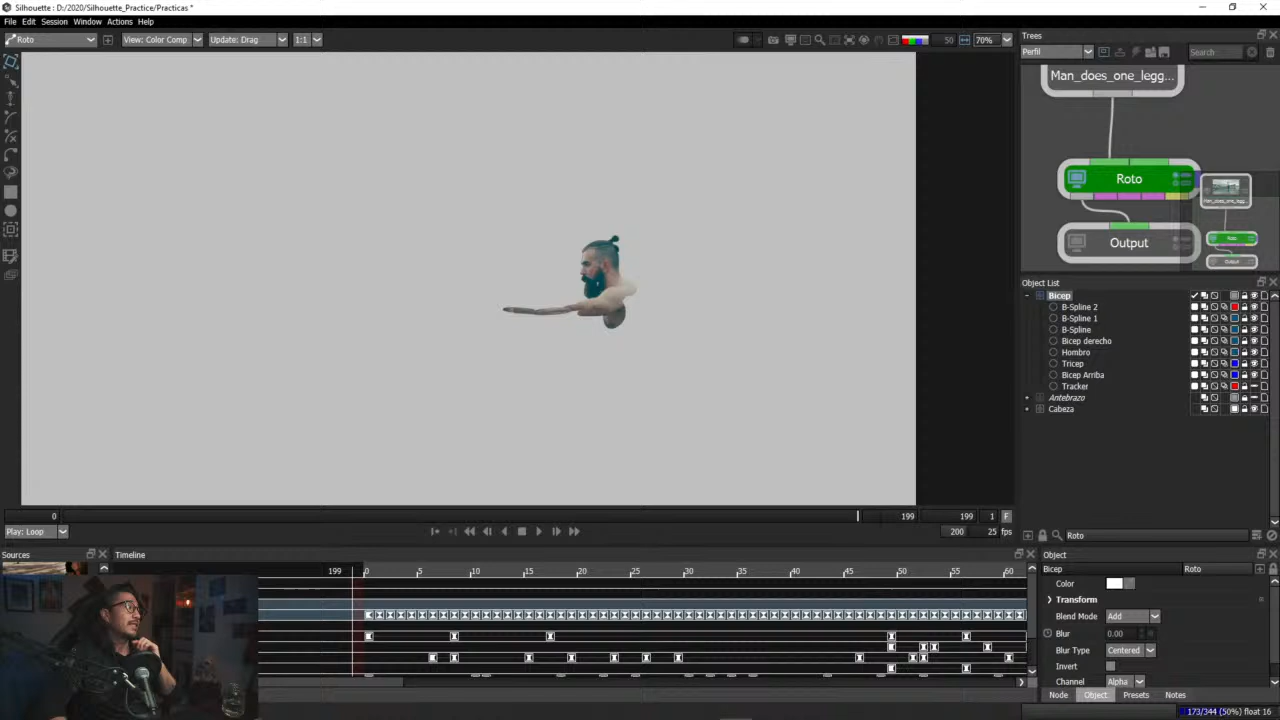 Silhouette : D:/2020/Silhouette_Practice/Practicas *
File Edit Session Window Actions Help
Roto View: Color Comp Update: Drag 1:1 50 70%
Trees
Perfil Search
Man_does_one_legg...
Roto
Output
Roto
Output
Object List
Bicep
B-Spline 2
B-Spline 1
B-Spline
Bicep derecho
Hombro
Tricep
Bicep Arriba
Tracker
Antebrazo
Cabeza
0 199 199 1 F
Play: Loop 200 25 fps
Roto
Sources Timeline
Object
199 0 5 10 15 20 25 30 35 40 45 50 55 60
Bicep Roto
Color
Transform
Blend Mode Add
Blur 0.00
Blur Type Centered
Invert
Channel Alpha
Node Object Presets Notes
173/344 (50%) float 16